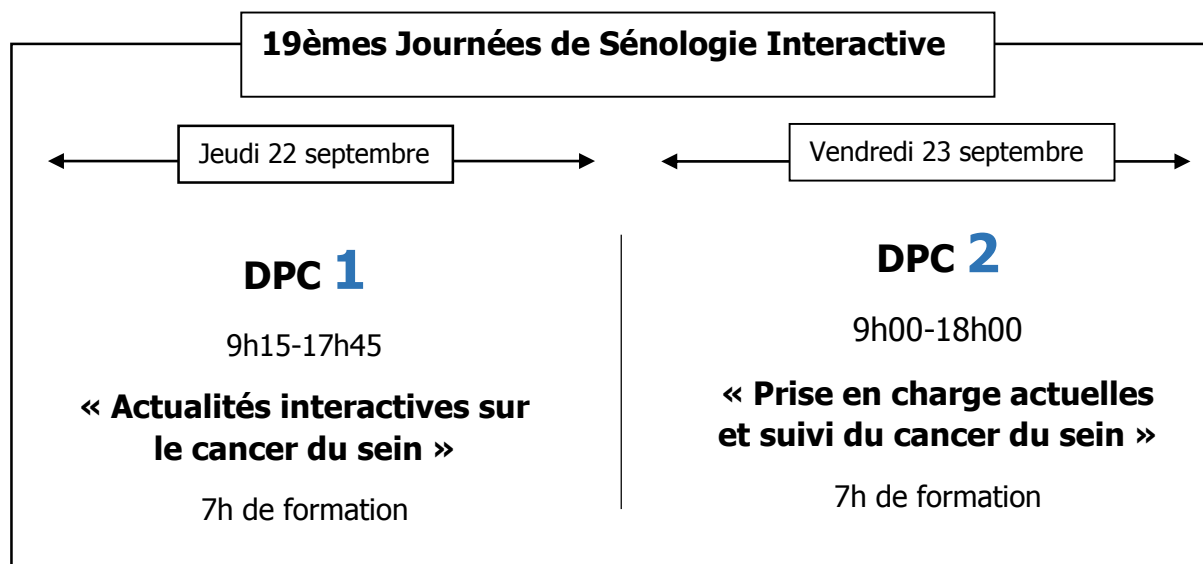 19èmes Journées de Sénologie Interactive
Jeudi 22 septembre
DPC 1
9h15-17h45
« Actualités interactives sur
le cancer du sein »
7h de formation
Vendredi 23 septembre
DPC 2
9h00-18h00
« Prise en charge actuelles
et suivi du cancer du sein »
7h de formation